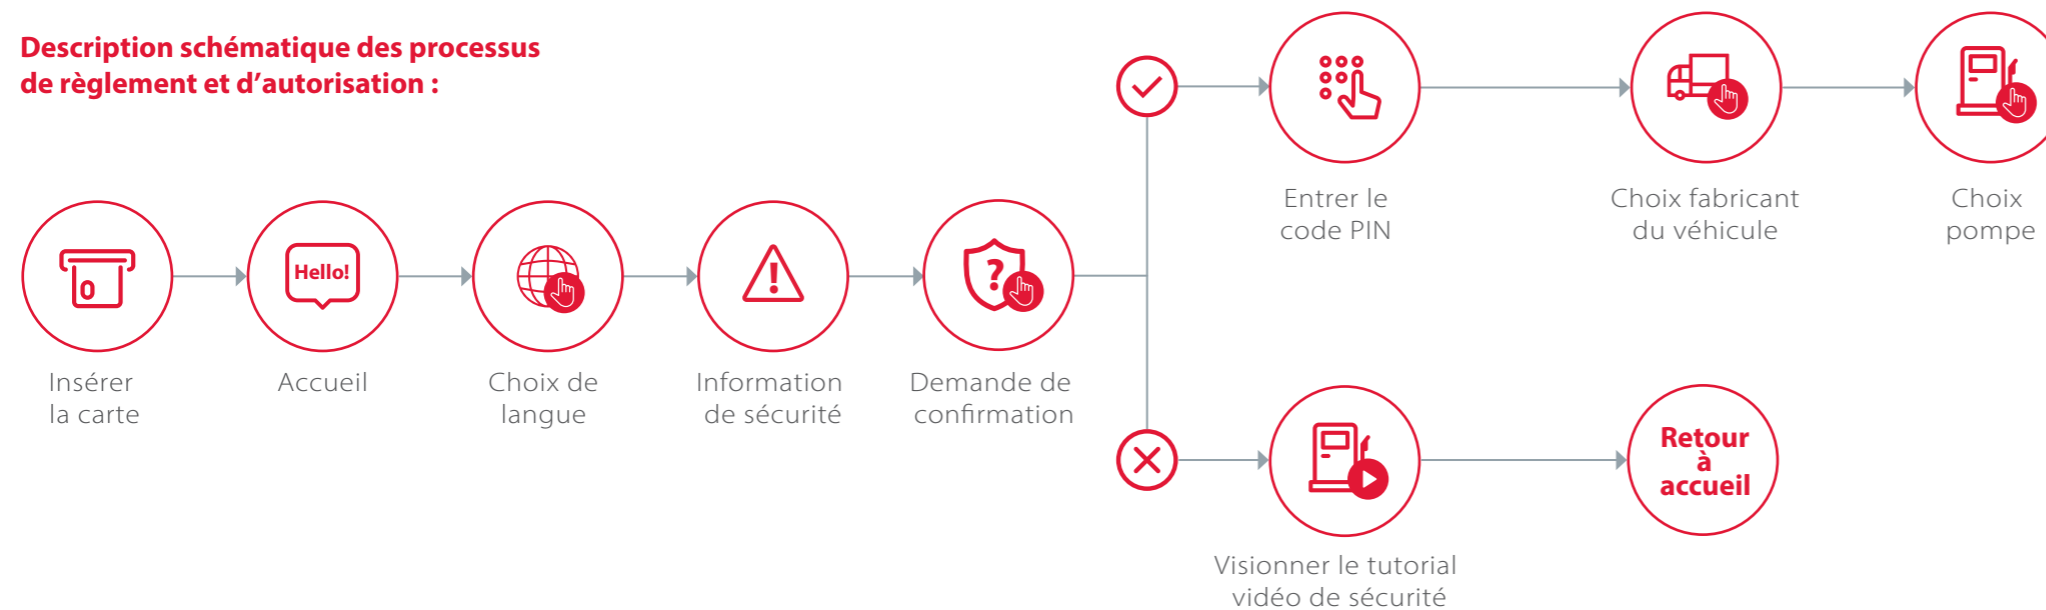 Description schématique des processus
de règlement et d’autorisation :
Insérer
la carte
Hello!
Accueil
Choix de
langue
Information
de sécurité
?
Demande de
confirmation
Entrer le
code PIN
Choix fabricant
du véhicule
Choix
pompe
Visionner le tutorial
vidéo de sécurité
Retour
à
accueil